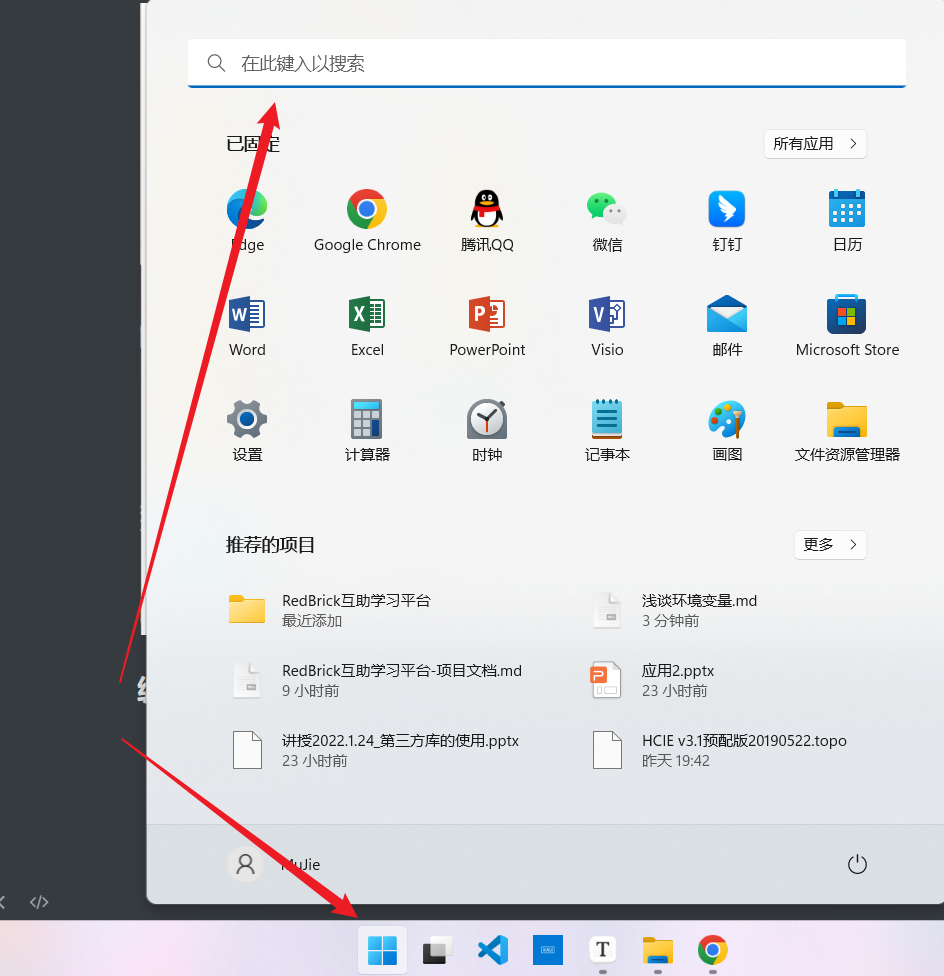 在此键入以搜索
已固定
所有应用
Edge
Google Chrome
腾讯QQ
微信
钉钉
日历
Word
Excel
PowerPoint
Visio
邮件
Microsoft Store
设置
计算器
时钟
记事本
画图
文件资源管理器
推荐的项目
更多
RedBrick互助学习平台
最近添加
浅谈环境变量.md
3 分钟前
RedBrick互助学习平台-项目文档.md
9 小时前
应用2.pptx
23 小时前
讲授2022.1.24_第三方库的使用.pptx
23 小时前
HCIE v3.1预配版20190522.topo
昨天 19:42
MuJie